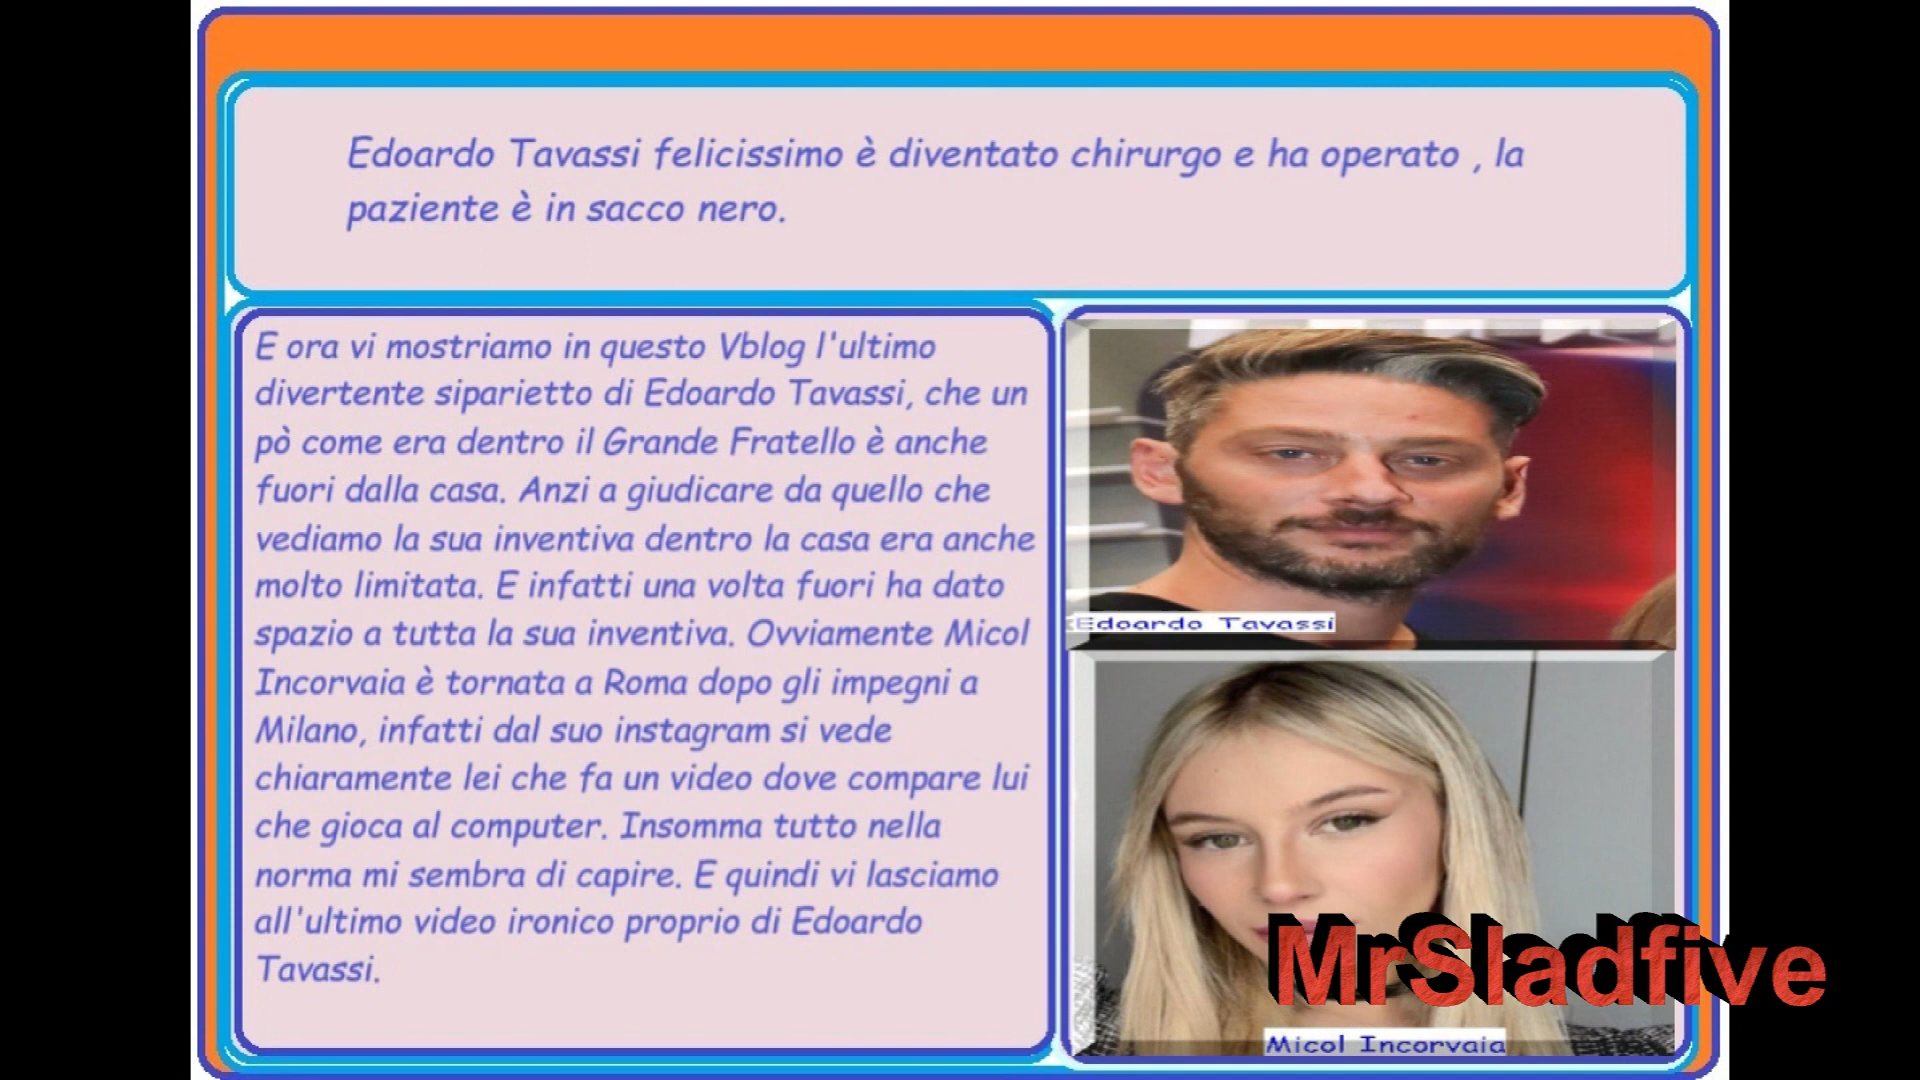 Edoardo Tavassi felicissimo è diventato chirurgo e ha operato , la
paziente è in sacco nero.
E ora vi mostriamo in questo Vblog l'ultimo
divertente siparietto di Edoardo Tavassi, che un
pò come era dentro il Grande Fratello è anche
fuori dalla casa. Anzi a giudicare da quello che
vediamo la sua inventiva dentro la casa era anche
molto limitata. E infatti una volta fuori ha dato
spazio a tutta la sua inventiva. Ovviamente Micol
Incorvaia è tornata a Roma dopo gli impegni a
Milano, infatti dal suo instagram si vede
chiaramente lei che fa un video dove compare lui
che gioca al computer. Insomma tutto nella
norma mi sembra di capire. E quindi vi lasciamo
all'ultimo video ironico proprio di Edoardo
Tavassi.
Edoardo Tavassi
MrSladfive
Micol Incorvaia